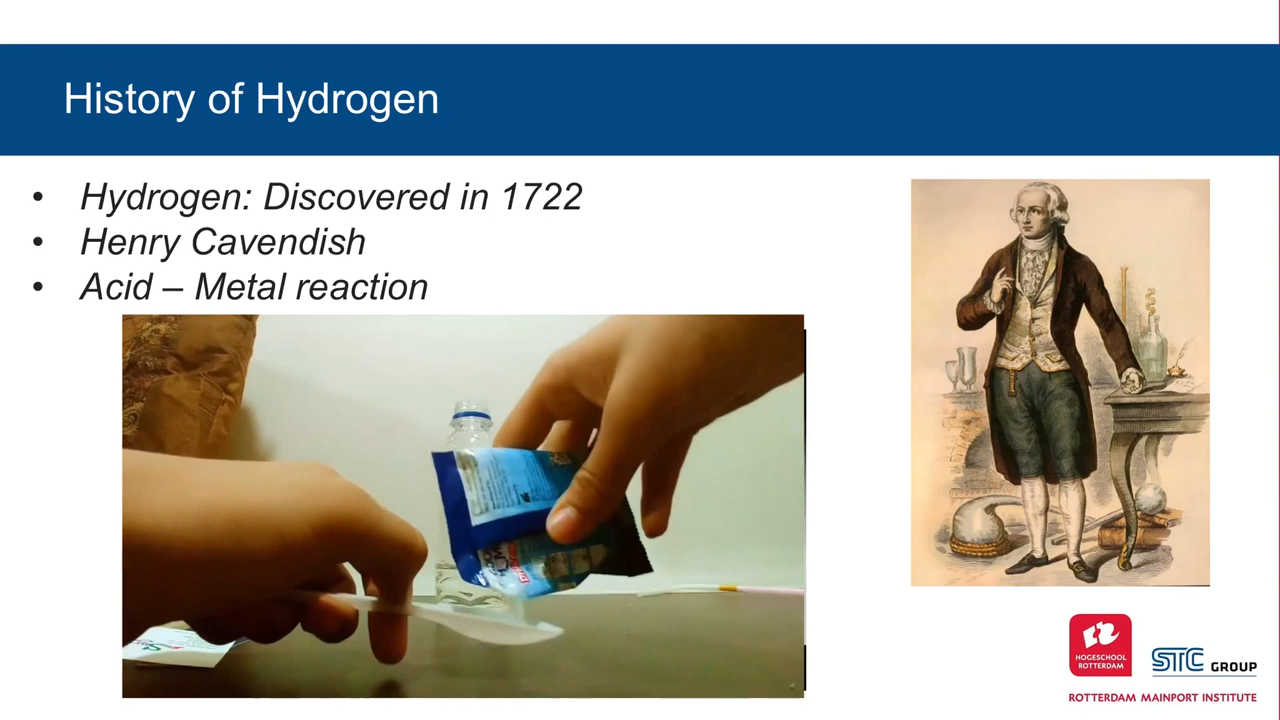 History of Hydrogen
• Hydrogen: Discovered in 1722
• Henry Cavendish
• Acid – Metal reaction
HOGESCHOOL
ROTTERDAM
STC GROUP
ROTTERDAM MAINPORT INSTITUTE